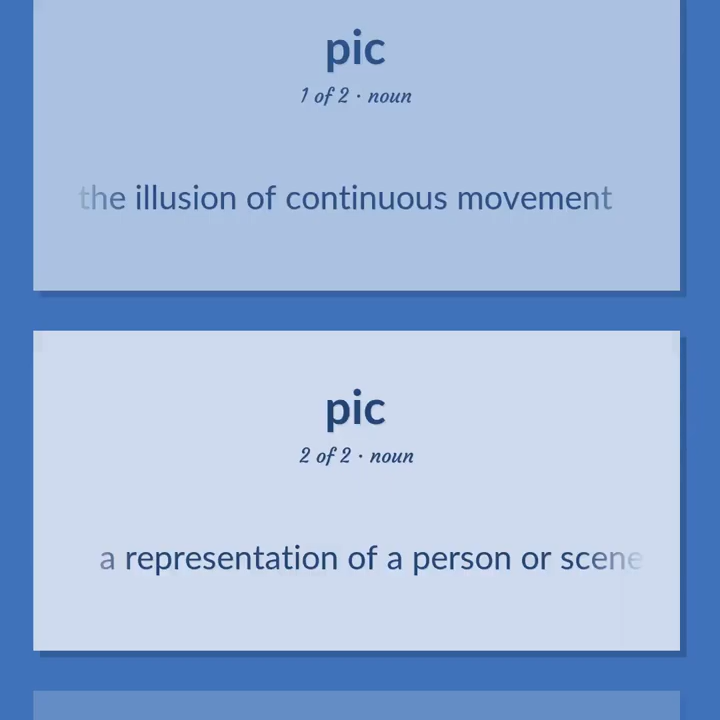 pic
1 of 2 · noun
the illusion of continuous movement
pic
2 of 2 · noun
a representation of a person or scene